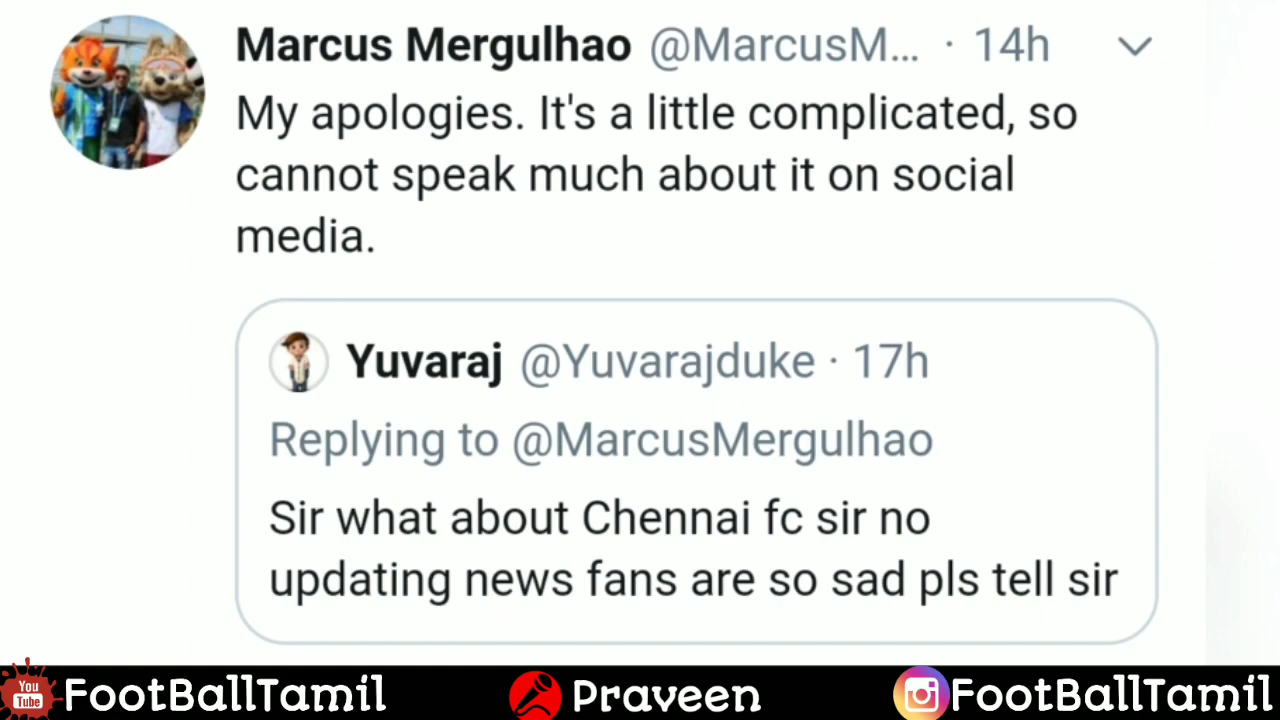 Marcus Mergulhao @MarcusM... · 14h
My apologies. It's a little complicated, so
cannot speak much about it on social
media.
Yuvaraj @Yuvarajduke · 17h
Replying to @MarcusMergulhao
Sir what about Chennai fc sir no
updating news fans are so sad pls tell sir
You Tube FootBallTamil Praveen FootBallTamil